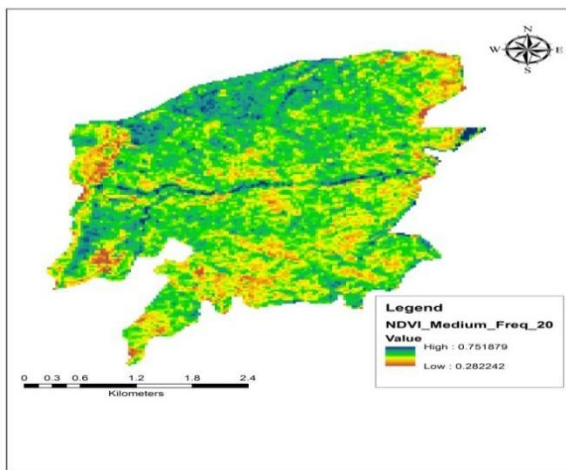 N
W E
S
Legend
NDVI_Medium_Freq_20
Value
High : 0.751879
Low : 0.282242
0 0.3 0.6 1.2 1.8 2.4
Kilometers